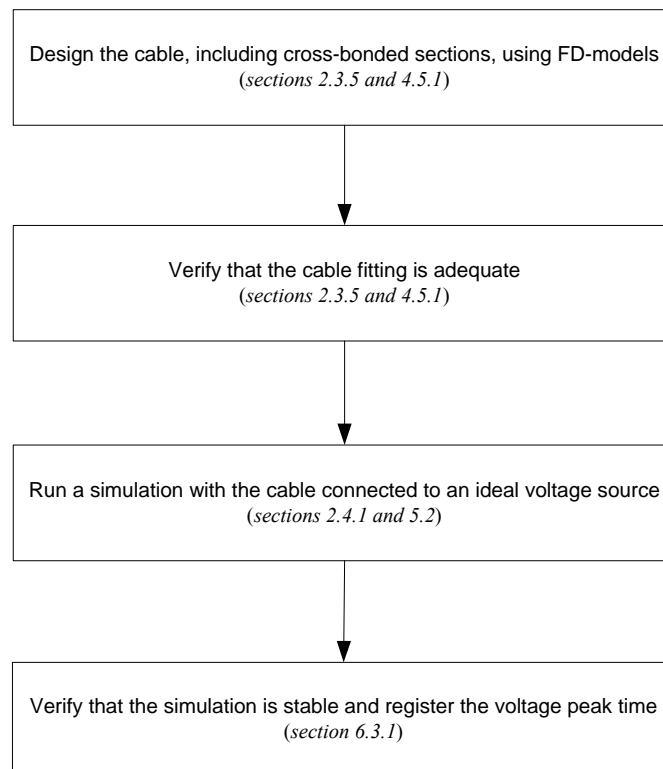 Design the cable, including cross-bonded sections, using FD-models
(sections 2.3.5 and 4.5.1)
Verify that the cable fitting is adequate
(sections 2.3.5 and 4.5.1)
Run a simulation with the cable connected to an ideal voltage source
(sections 2.4.1 and 5.2)
Verify that the simulation is stable and register the voltage peak time
(section 6.3.1)